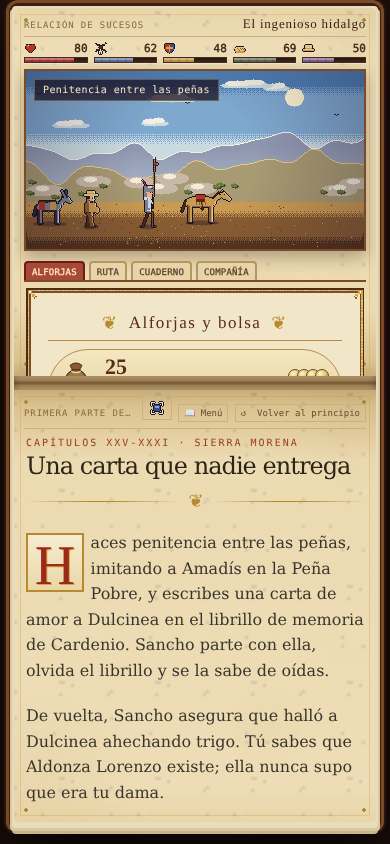 RELACIÓN DE SUCESOS
El ingenioso hidalgo
80 62 48 69 50
Penitencia entre las peñas
ALFORJAS RUTA CUADERNO COMPAÑÍA
Alforjas y bolsa
25
PRIMERA PARTE DE… Menú Volver al principio
CAPÍTULOS XXV-XXXI · SIERRA MORENA
Una carta que nadie entrega
Haces penitencia entre las peñas,
imitando a Amadís en la Peña
Pobre, y escribes una carta de
amor a Dulcinea en el librillo de memoria
de Cardenio. Sancho parte con ella,
olvida el librillo y se la sabe de oídas.
De vuelta, Sancho asegura que halló a
Dulcinea ahechando trigo. Tú sabes que
Aldonza Lorenzo existe; ella nunca supo
que era tu dama.